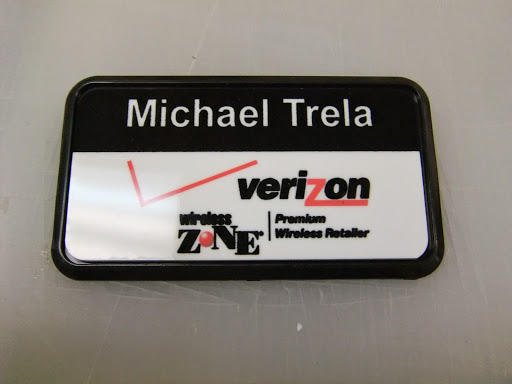 Michael Trela
verizon
wireless
ZONE
Premium
Wireless Retailer